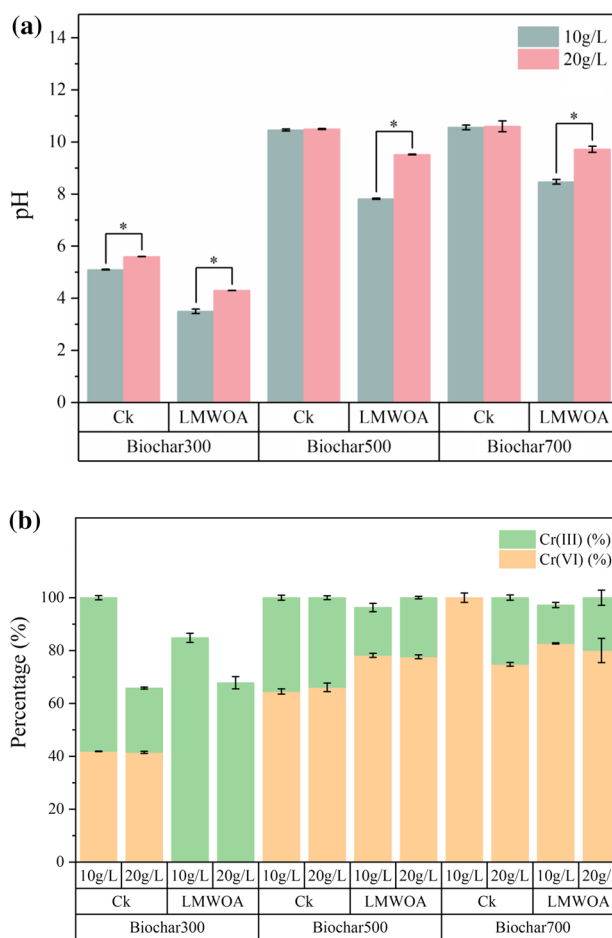 (a)
10g/L
20g/L
14
12
10
8
6
4
2
0
pH
*
*
*
*
Ck
LMWOA
Ck
LMWOA
Ck
LMWOA
Biochar300
Biochar500
Biochar700
(b)
Cr(III) (%)
Cr(VI) (%)
120
100
80
60
40
20
0
Percentage (%)
10g/L 20g/L 10g/L 20g/L 10g/L 20g/L 10g/L 20g/L 10g/L 20g/L 10g/L 20g/L
Ck LMWOA Ck LMWOA Ck LMWOA
Biochar300 Biochar500 Biochar700